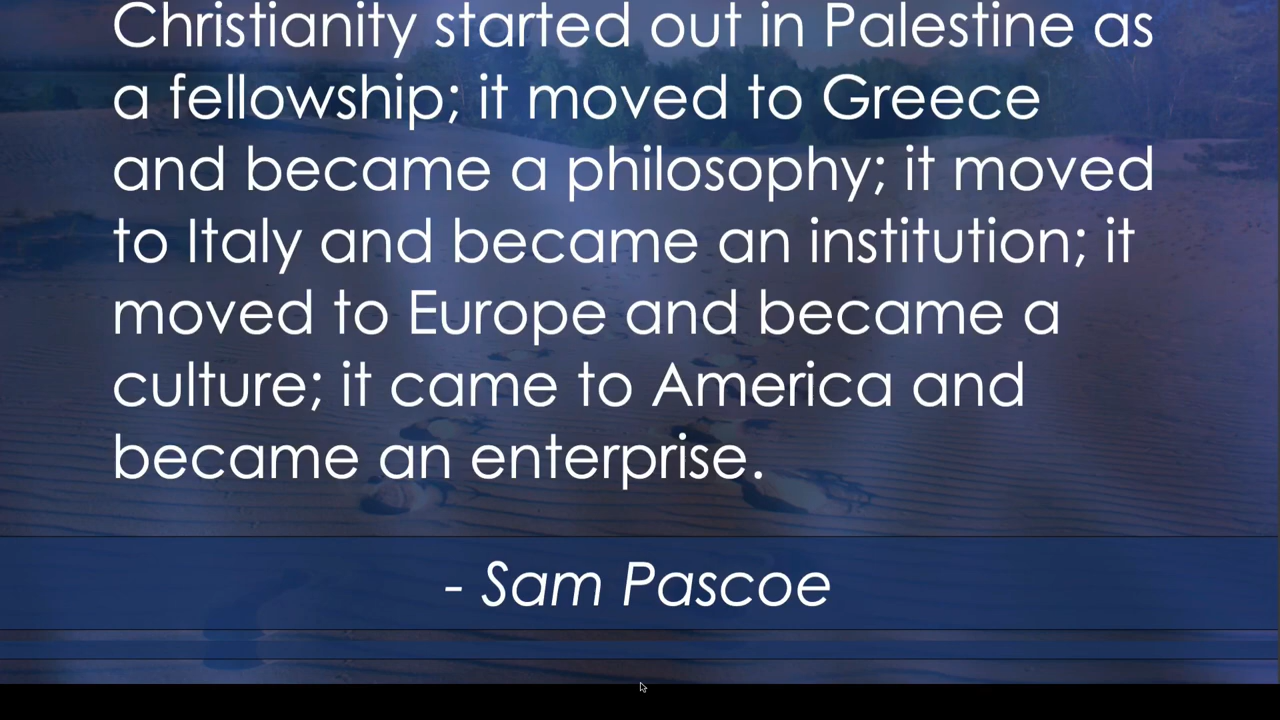 Christianity started out in Palestine as
a fellowship; it moved to Greece
and became a philosophy; it moved
to Italy and became an institution; it
moved to Europe and became a
culture; it came to America and
became an enterprise.
- Sam Pascoe